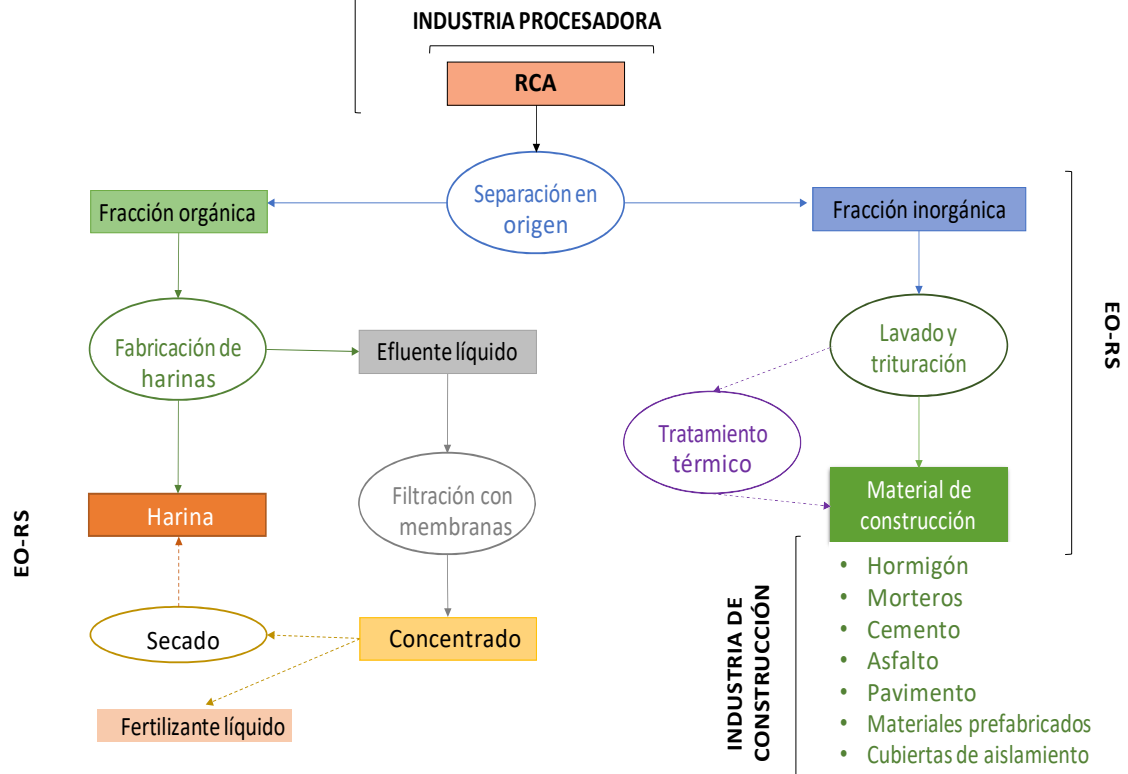 INDUSTRIA PROCESADORA
RCA
Separación en
origen
Fracción orgánica
Fracción inorgánica
Fabricación de
harinas
Efluente líquido
Lavado y
trituración
EO-RS
Tratamiento
térmico
Harina
Filtración con
membranas
Material de
construcción
EO-RS
Secado
Concentrado
Fertilizante líquido
INDUSTRIA DE
CONSTRUCCIÓN
• Hormigón
• Morteros
• Cemento
• Asfalto
• Pavimento
• Materiales prefabricados
• Cubiertas de aislamiento